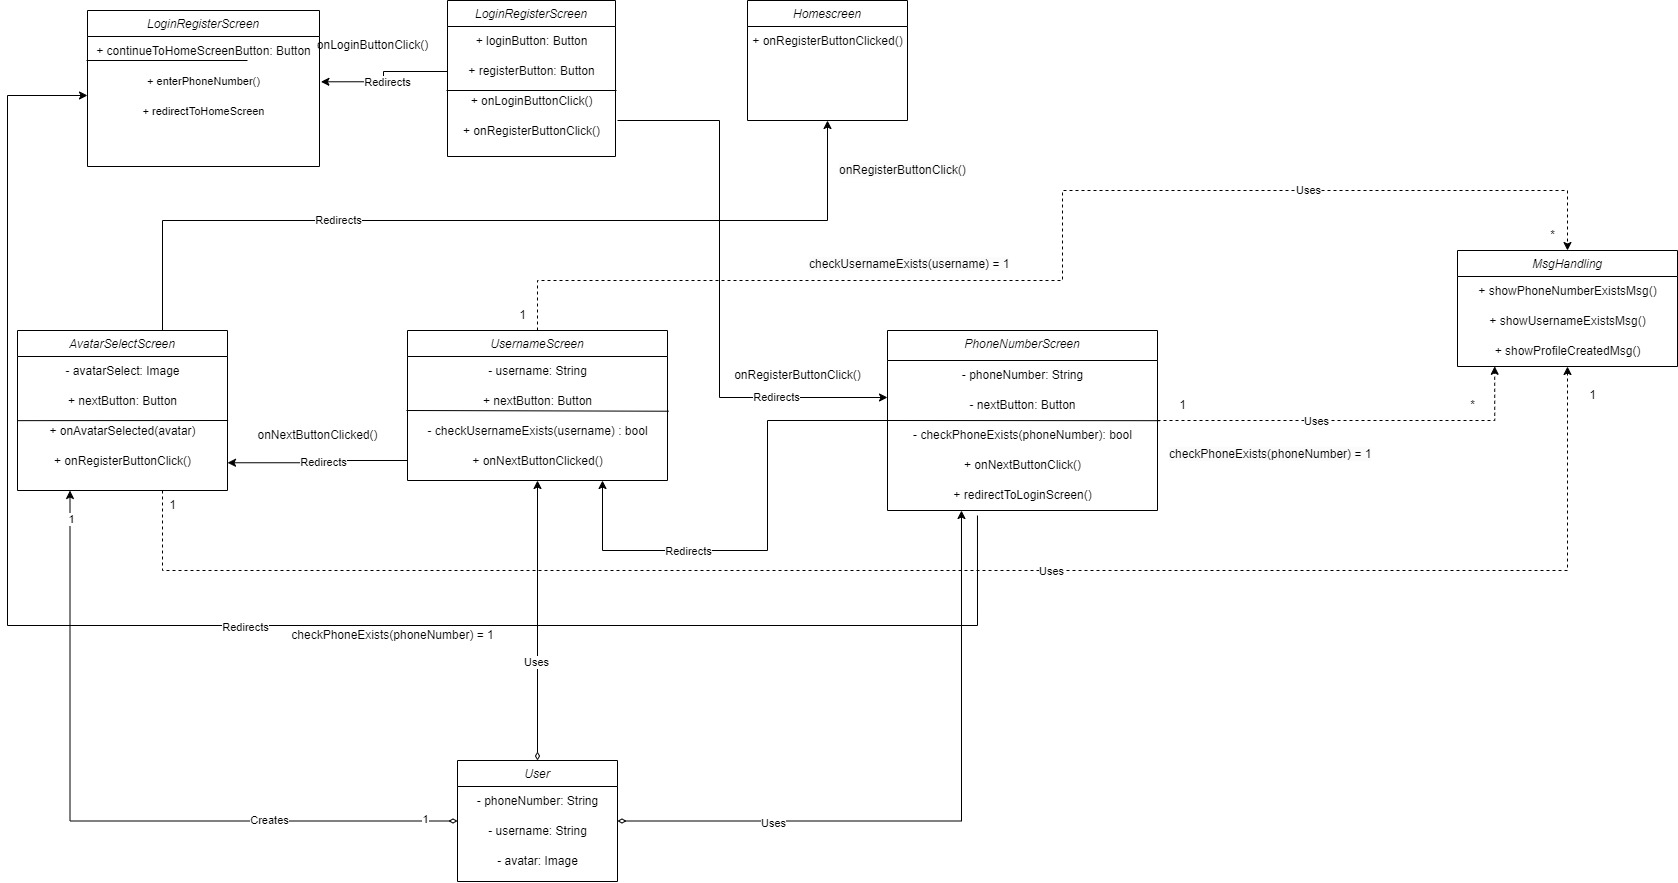 LoginRegisterScreen
+ continueToHomeScreenButton: Button
+ enterPhoneNumber()
+ redirectToHomeScreen
onLoginButtonClick()
Redirects
LoginRegisterScreen
+ loginButton: Button
+ registerButton: Button
+ onLoginButtonClick()
+ onRegisterButtonClick()
Homescreen
+ onRegisterButtonClicked()
onRegisterButtonClick()
Redirects
Uses
*
checkUsernameExists(username) = 1
1
MsgHandling
+ showPhoneNumberExistsMsg()
+ showUsernameExistsMsg()
+ showProfileCreatedMsg()
AvatarSelectScreen
- avatarSelect: Image
+ nextButton: Button
+ onAvatarSelected(avatar)
+ onRegisterButtonClick()
onNextButtonClicked()
Redirects
UsernameScreen
- username: String
+ nextButton: Button
- checkUsernameExists(username) : bool
+ onNextButtonClicked()
onRegisterButtonClick()
Redirects
PhoneNumberScreen
- phoneNumber: String
- nextButton: Button
- checkPhoneExists(phoneNumber): bool
+ onNextButtonClick()
+ redirectToLoginScreen()
1
*
1
Uses
checkPhoneExists(phoneNumber) = 1
1
1
Redirects
Uses
Redirects
checkPhoneExists(phoneNumber) = 1
Uses
User
- phoneNumber: String
- username: String
- avatar: Image
Creates
1
Uses